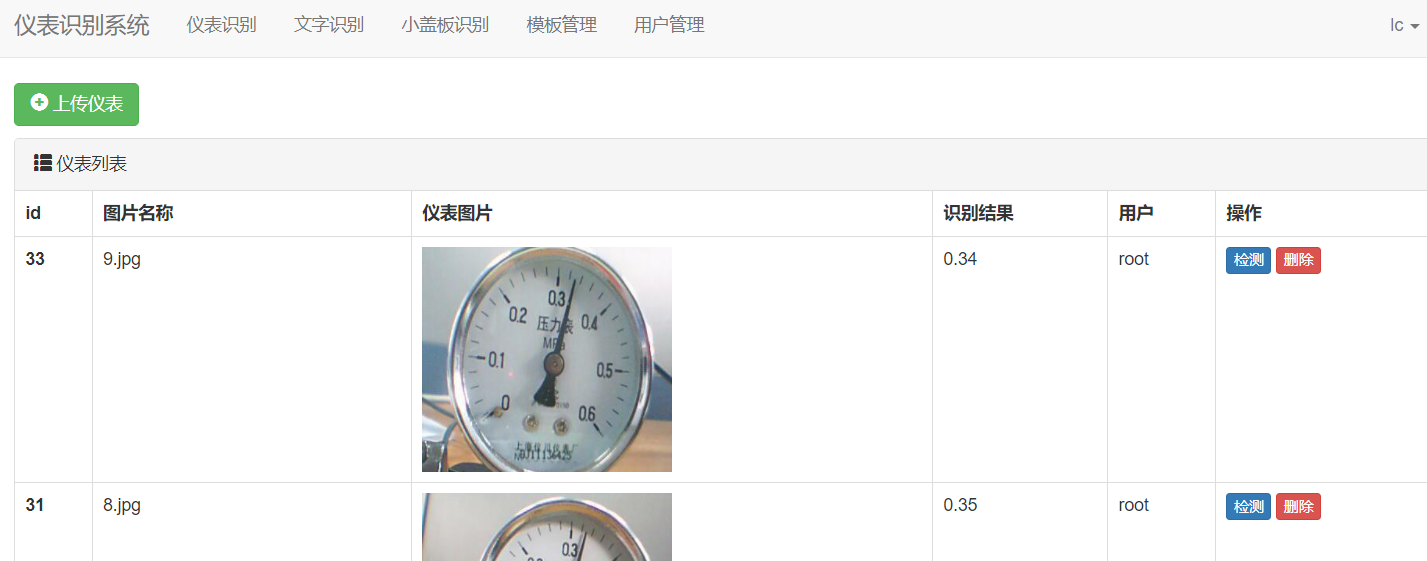 仪表识别系统 仪表识别 文字识别 小盖板识别 模板管理 用户管理 lc
上传仪表
仪表列表
id 图片名称 仪表图片 识别结果 用户 操作
33 9.jpg 0.34 root 检测 删除
0.3
0.2 0.4
压力表
MPa
0.1 0.5
0 0.6
31 8.jpg 0.35 root 检测 删除
0.3